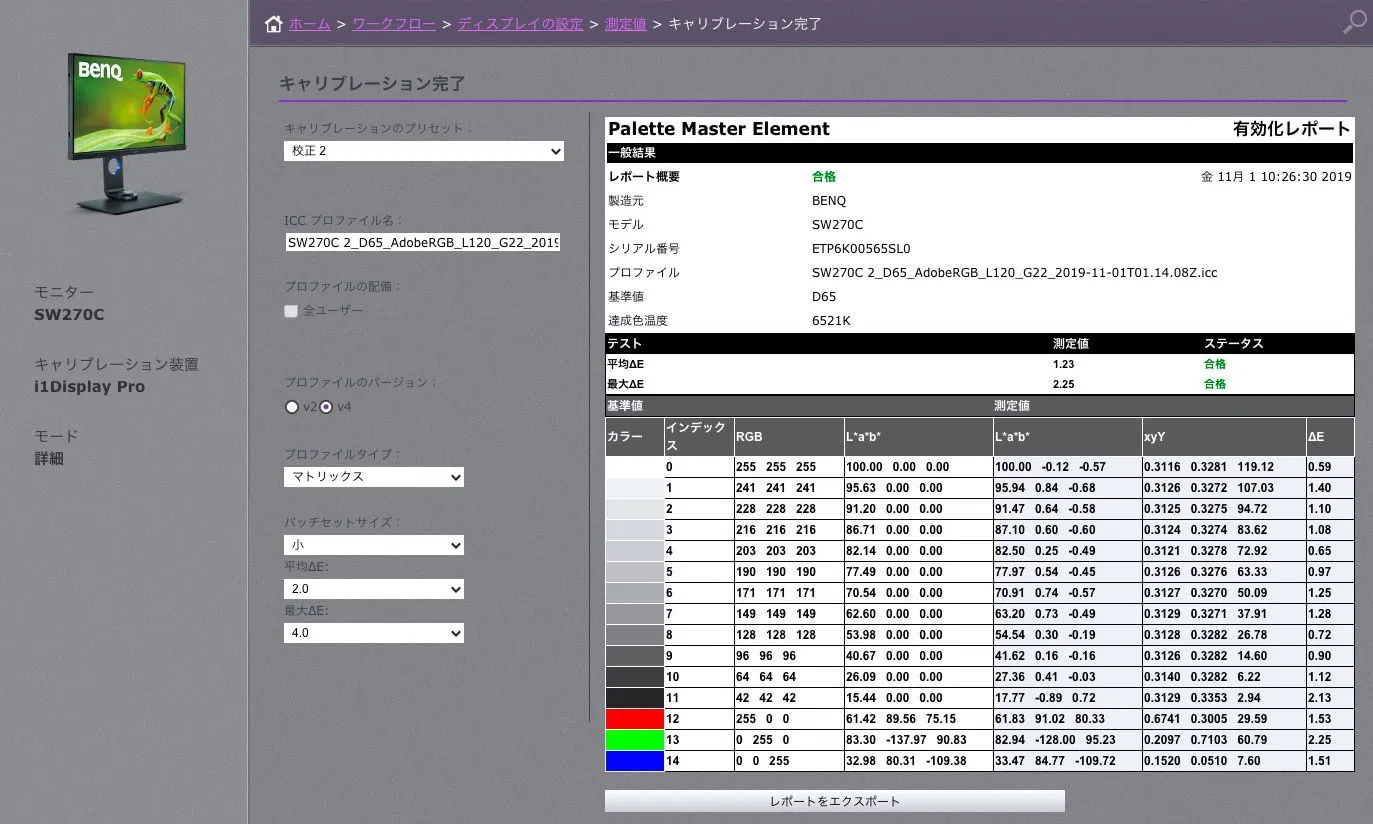 ホーム > ワークフロー > ディスプレイの設定 > 測定値 > キャリブレーション完了
BenQ
モニター
SW270C
キャリブレーション装置
i1Display Pro
モード
詳細
キャリブレーション完了
キャリブレーションのプリセット：
校正 2
ICC プロファイル名：
SW270C 2_D65_AdobeRGB_L120_G22_2019
プロファイルの配備：
全ユーザー
プロファイルのバージョン：
v2 v4
プロファイルタイプ：
マトリックス
パッチセットサイズ：
小
平均ΔE:
2.0
最大ΔE:
4.0
Palette Master Element 有効化レポート
一般結果
レポート概要 合格 金 11月 1 10:26:30 2019
製造元 BENQ
モデル SW270C
シリアル番号 ETP6K00565SL0
プロファイル SW270C 2_D65_AdobeRGB_L120_G22_2019-11-01T01.14.08Z.icc
基準値 D65
達成色温度 6521K
テスト 測定値 ステータス
平均ΔE 1.23 合格
最大ΔE 2.25 合格
基準値 測定値
カラー インデックス RGB L*a*b* L*a*b* xyY ΔE
0 255 255 255 100.00 0.00 0.00 100.00 -0.12 -0.57 0.3116 0.3281 119.12 0.59
1 241 241 241 95.63 0.00 0.00 95.94 0.84 -0.68 0.3126 0.3272 107.03 1.40
2 228 228 228 91.20 0.00 0.00 91.47 0.64 -0.58 0.3125 0.3275 94.72 1.10
3 216 216 216 86.71 0.00 0.00 87.10 0.60 -0.60 0.3124 0.3274 83.62 1.08
4 203 203 203 82.14 0.00 0.00 82.50 0.25 -0.49 0.3121 0.3278 72.92 0.65
5 190 190 190 77.49 0.00 0.00 77.97 0.54 -0.45 0.3126 0.3276 63.33 0.97
6 171 171 171 70.54 0.00 0.00 70.91 0.74 -0.57 0.3127 0.3270 50.09 1.25
7 149 149 149 62.60 0.00 0.00 63.20 0.73 -0.49 0.3129 0.3271 37.91 1.28
8 128 128 128 53.98 0.00 0.00 54.54 0.30 -0.19 0.3128 0.3282 26.78 0.72
9 96 96 96 40.67 0.00 0.00 41.62 0.16 -0.16 0.3126 0.3282 14.60 0.90
10 64 64 64 26.09 0.00 0.00 27.36 0.41 -0.03 0.3140 0.3282 6.22 1.12
11 42 42 42 15.44 0.00 0.00 17.77 -0.89 0.72 0.3129 0.3353 2.94 2.13
12 255 0 0 61.42 89.56 75.15 61.83 91.02 80.33 0.6741 0.3005 29.59 1.53
13 0 255 0 83.30 -137.97 90.83 82.94 -128.00 95.23 0.2097 0.7103 60.79 2.25
14 0 0 255 32.98 80.31 -109.38 33.47 84.77 -109.72 0.1520 0.0510 7.60 1.51
レポートをエクスポート